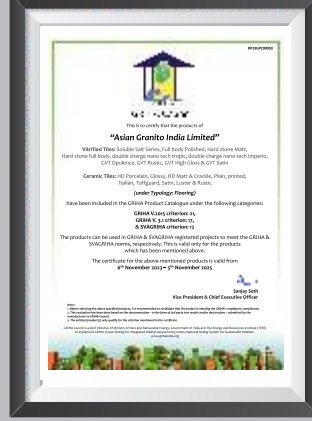 This is to certify that the products of
"Asian Granito India Limited"
Vitrified Tiles: Soluble Salt Series, Full body Polished, Hard stone Matt,
Hard stone full body, double charge nano tech tropic, double charge nano tech Imperio,
GVT Opulence, GVT Rustic, GVT High Gloss & GVT Satin
Ceramic Tiles: HD Porcelain, Glossy, HD Matt & Crackle, Plain, printed,
Italian, Tuffguard, Satin, Luster & Rustic
(under Typology: Flooring)
have been included in the GRIHA Product Catalogue under the following categories:
GRIHA V.2015 criterion: 21,
GRIHA V. 3.1 criterion: 17,
& SVAGRIHA criterion: 12
The products can be used in GRIHA & SVAGRIHA registered projects to meet the GRIHA &
SVAGRIHA norms, respectively. This is valid only for the products
which has been mentioned above.
The certificate for the above-mentioned products is valid from
6th November 2023 – 5th November 2025
Sanjay Seth
Vice President & Chief Executive Officer
Note:
www.grihaindia.org